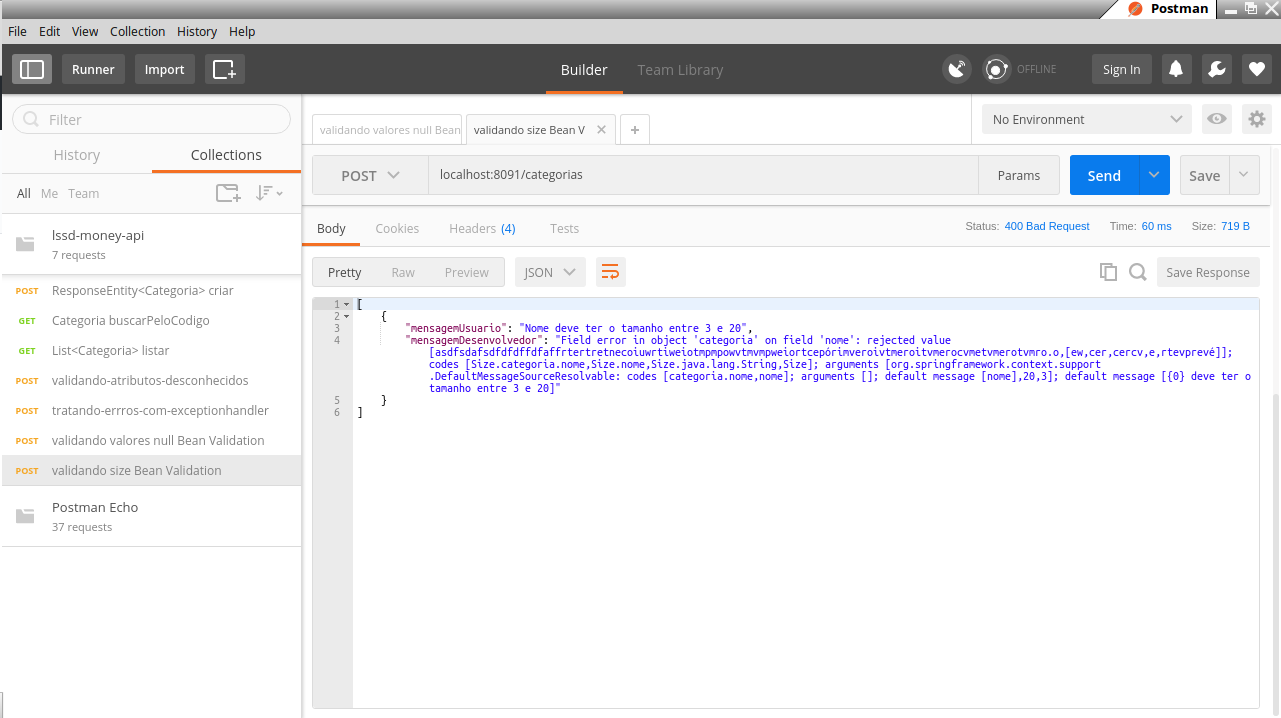 Postman
File Edit View Collection History Help
Runner Import Builder Team Library OFFLINE Sign In
Filter
History Collections
All Me Team
lssd-money-api
7 requests
POST ResponseEntity<Categoria> criar
GET Categoria buscarPeloCodigo
GET List<Categoria> listar
POST validando-atributos-desconhecidos
POST tratando-errros-com-exceptionhandler
POST validando valores null Bean Validation
POST validando size Bean Validation
Postman Echo
37 requests
validando valores null Bean validando size Bean V No Environment
POST localhost:8091/categorias Params Send Save
Body Cookies Headers (4) Tests Status: 400 Bad Request Time: 60 ms Size: 719 B
Pretty Raw Preview JSON Save Response
1 [
2 {
3 "mensagemUsuario": "Nome deve ter o tamanho entre 3 e 20",
4 "mensagemDesenvolvedor": "Field error in object 'categoria' on field 'nome': rejected value
[asdfsdafsdfdfdffdfaffrtertretnecoiuwrtiweiotmpmpowvtmvmpweiortcepórimveroivtmeroitvmerocvmetvmerotvmro.o,[ew,cer,cercv,e,rtevprevé]];
codes [Size.categoria.nome,Size.nome,Size.java.lang.String,Size]; arguments [org.springframework.context.support
.DefaultMessageSourceResolvable: codes [categoria.nome,nome]; arguments []; default message [nome],20,3]; default message [{0} deve ter o
tamanho entre 3 e 20]"
5 }
6 ]